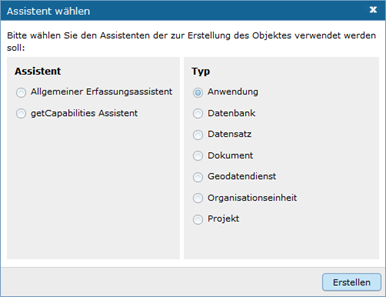 Assistent wählen
Bitte wählen Sie den Assistenten der zur Erstellung des Objektes verwendet werden
soll:
Assistent
Allgemeiner Erfassungsassistent
getCapabilities Assistent
Typ
Anwendung
Datenbank
Datensatz
Dokument
Geodatendienst
Organisationseinheit
Projekt
Erstellen